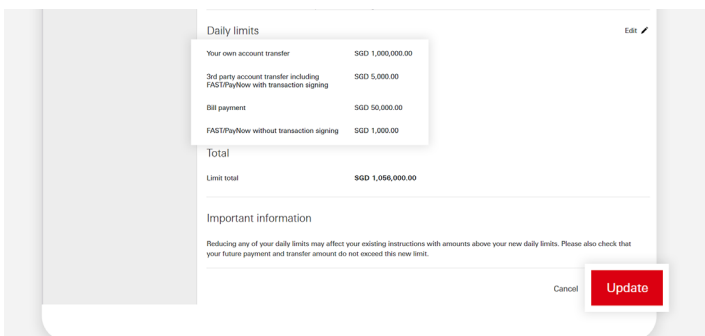 Daily limits
Edit
Your own account transfer SGD 1,000,000.00
3rd party account transfer including SGD 5,000.00
FAST/PayNow with transaction signing
Bill payment SGD 50,000.00
FAST/PayNow without transaction signing SGD 1,000.00
Total
Limit total SGD 1,056,000.00
Important information
Reducing any of your daily limits may affect your existing instructions with amounts above your new daily limits. Please also check that
your future payment and transfer amount do not exceed this new limit.
Cancel Update